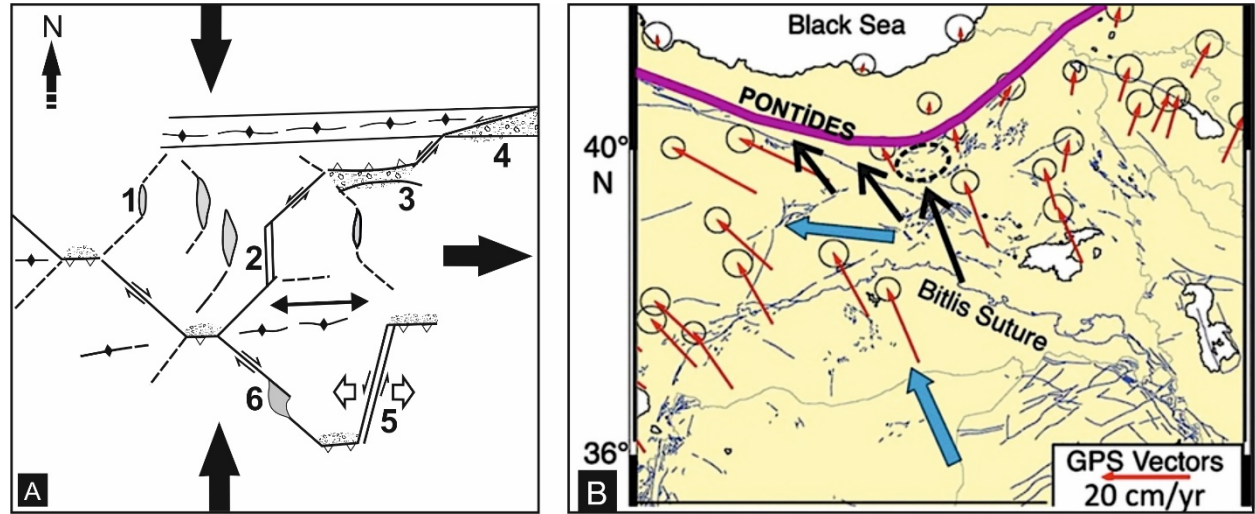 N
1
2
3
4
5
6
A
Black Sea
PONTİDES
40°
N
Bitlis Suture
36°
GPS Vectors
20 cm/yr
B